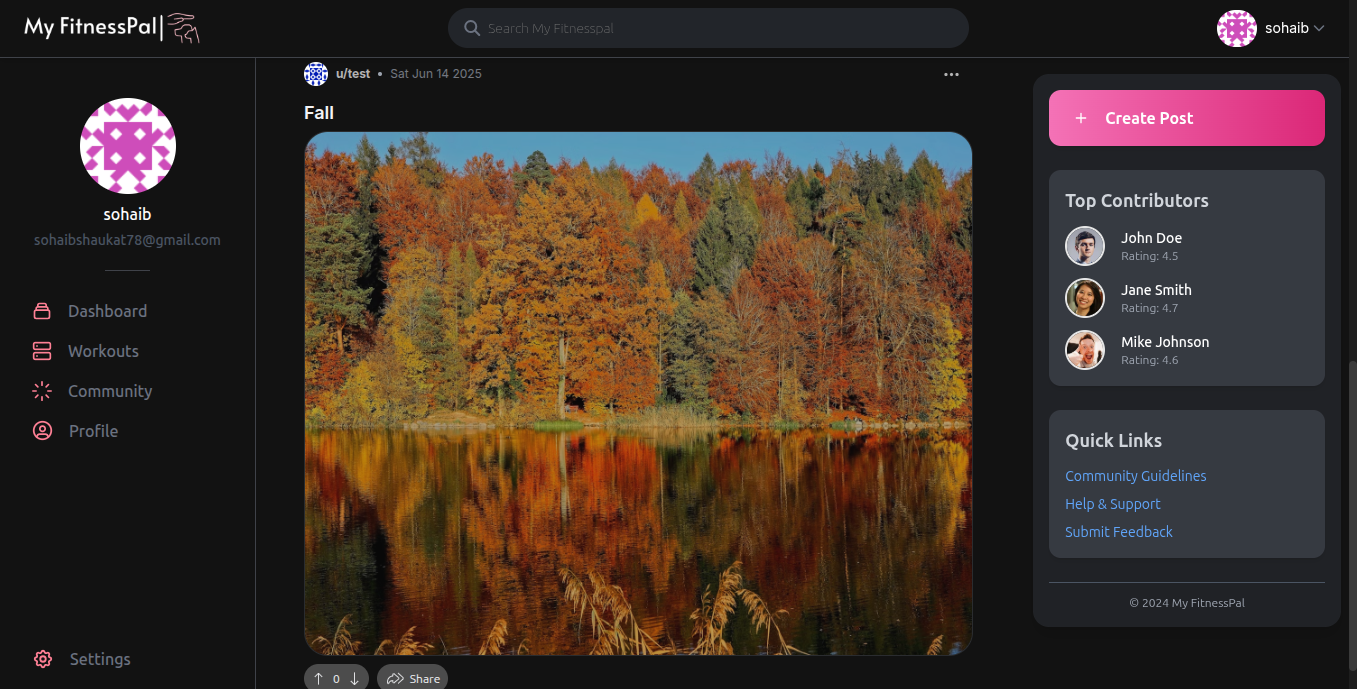 My FitnessPal
Search My Fitnesspal
sohaib
sohaib
sohaibshaukat78@gmail.com
Dashboard
Workouts
Community
Profile
Settings
u/test • Sat Jun 14 2025
Fall
0
Share
+ Create Post
Top Contributors
John Doe
Rating: 4.5
Jane Smith
Rating: 4.7
Mike Johnson
Rating: 4.6
Quick Links
Community Guidelines
Help & Support
Submit Feedback
© 2024 My FitnessPal